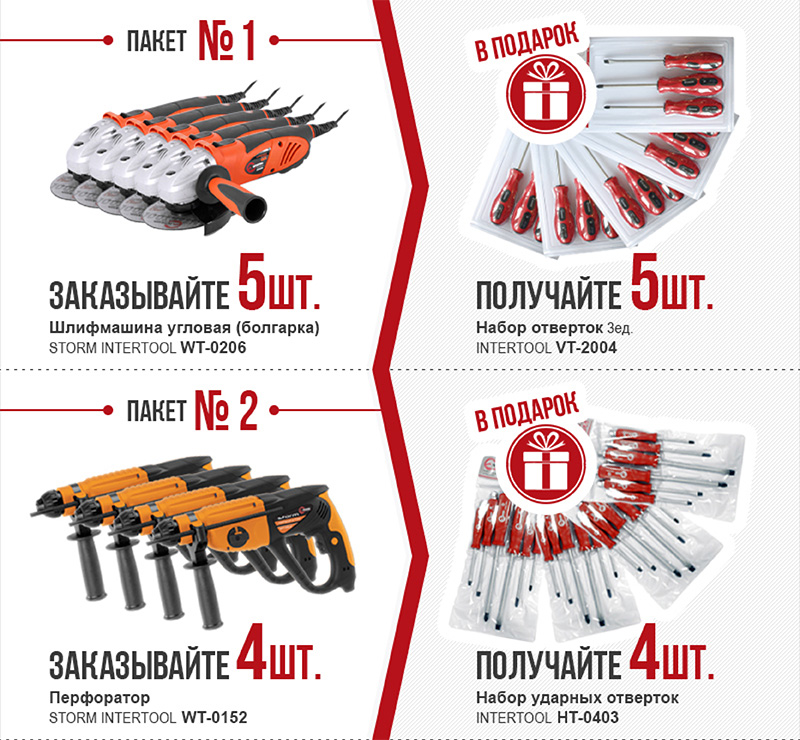 ПАКЕТ № 1
В ПОДАРОК
ЗАКАЗЫВАЙТЕ 5ШТ.
Шлифмашина угловая (болгарка)
STORM INTERTOOL WT-0206
ПОЛУЧАЙТЕ 5ШТ.
Набор отверток 3ед.
INTERTOOL VT-2004
ПАКЕТ № 2
В ПОДАРОК
ЗАКАЗЫВАЙТЕ 4ШТ.
Перфоратор
STORM INTERTOOL WT-0152
ПОЛУЧАЙТЕ 4ШТ.
Набор ударных отверток
INTERTOOL HT-0403